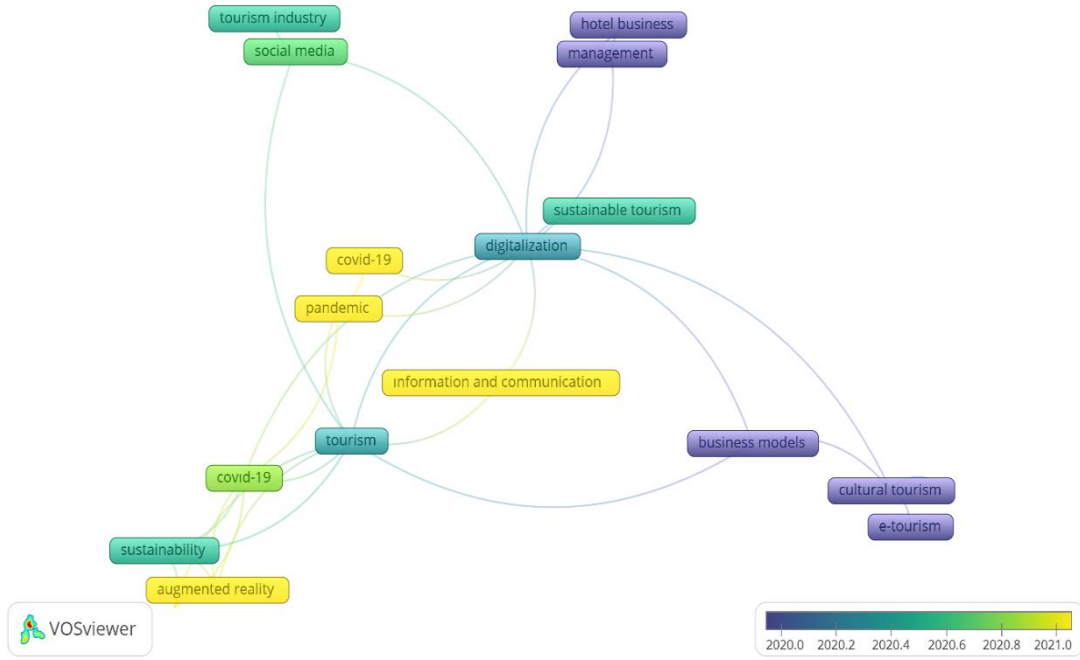 tourism industry
hotel business
social media
management
sustainable tourism
digitalization
covid-19
pandemic
ınformation and communication
tourism
business models
covıd-19
cultural tourism
e-tourism
sustainability
augmented reality
VOSviewer
2020.0 2020.2 2020.4 2020.6 2020.8 2021.0